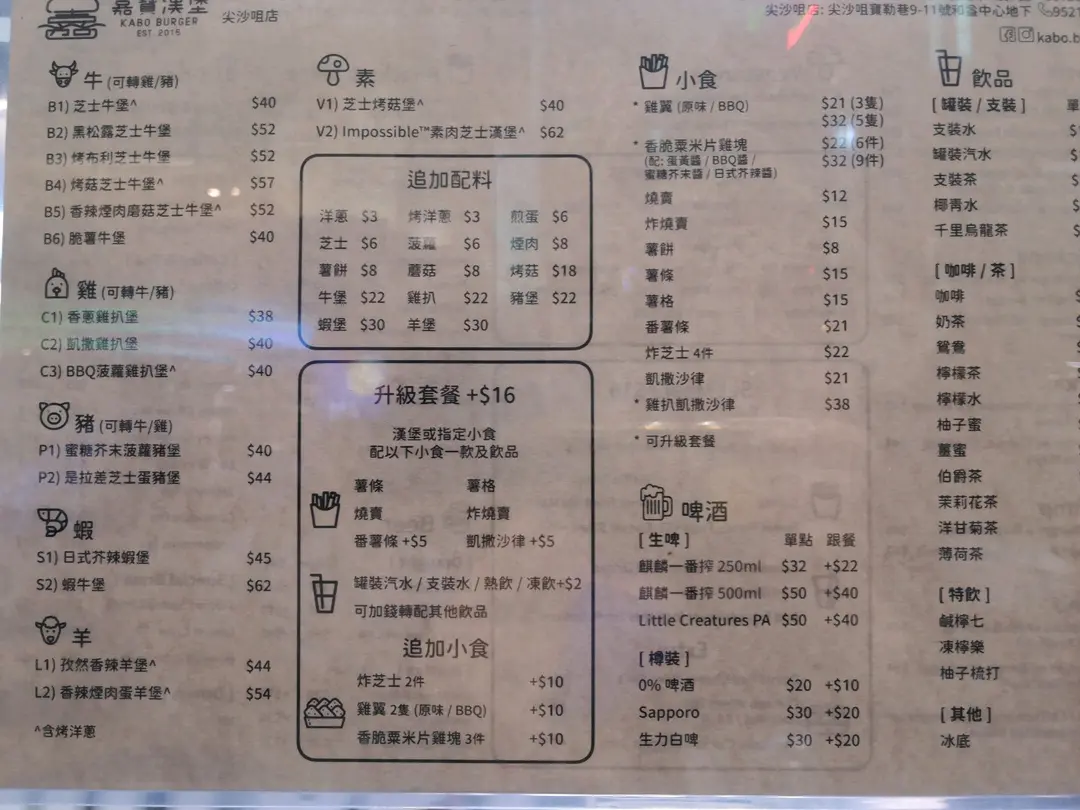 嘉寶漢堡 尖沙咀店
KABO BURGER
EST. 2015
尖沙咀店: 尖沙咀寶勒巷9-11號和盈中心地下 952
kabo.b
牛 (可轉雞/豬)
B1) 芝士牛堡^ $40
B2) 黑松露芝士牛堡 $52
B3) 烤布利芝士牛堡 $52
B4) 烤菇芝士牛堡^ $57
B5) 香辣煙肉磨菇芝士牛堡^ $52
B6) 脆薯牛堡 $40
雞 (可轉牛/豬)
C1) 香蔥雞扒堡 $38
C2) 凱撒雞扒堡 $40
C3) BBQ菠蘿雞扒堡^ $40
豬 (可轉牛/雞)
P1) 蜜糖芥末菠蘿豬堡 $40
P2) 是拉差芝士蛋豬堡 $44
蝦
S1) 日式芥辣蝦堡 $45
S2) 蝦牛堡 $62
羊
L1) 孜然香辣羊堡^ $44
L2) 香辣煙肉蛋羊堡^ $54
^含烤洋蔥
素
V1) 芝士烤菇堡^ $40
V2) Impossible™素肉芝士漢堡^ $62
追加配料
洋蔥 $3 烤洋蔥 $3 煎蛋 $6
芝士 $6 菠蘿 $6 煙肉 $8
薯餅 $8 蘑菇 $8 烤菇 $18
牛堡 $22 雞扒 $22 豬堡 $22
蝦堡 $30 羊堡 $30
升級套餐 +$16
漢堡或指定小食
配以下小食一款及飲品
薯條 薯格
燒賣 炸燒賣
番薯條 +$5 凱撒沙律 +$5
罐裝汽水 / 支裝水 / 熱飲 / 凍飲+$2
可加錢轉配其他飲品
追加小食
炸芝士 2件 +$10
雞翼 2隻 (原味 / BBQ) +$10
香脆粟米片雞塊 3件 +$10
小食
* 雞翼 (原味 / BBQ) $21 (3隻)
$32 (5隻)
* 香脆粟米片雞塊 $22 (6件)
(配: 蛋黃醬 / BBQ醬 / $32 (9件)
蜜糖芥末醬 / 日式芥辣醬)
燒賣 $12
炸燒賣 $15
薯餅 $8
薯條 $15
薯格 $15
番薯條 $21
炸芝士 4件 $22
凱撒沙律 $21
* 雞扒凱撒沙律 $38
* 可升級套餐
啤酒
[ 生啤 ] 單點 跟餐
麒麟一番搾 250ml $32 +$22
麒麟一番搾 500ml $50 +$40
Little Creatures PA $50 +$40
[ 樽裝 ]
0% 啤酒 $20 +$10
Sapporo $30 +$20
生力白啤 $30 +$20
飲品
[ 罐裝 / 支裝 ] 單
支裝水 $
罐裝汽水 $
支裝茶 $
椰青水 $
千里烏龍茶 $
[ 咖啡 / 茶 ]
咖啡
奶茶
鴛鴦
檸檬茶
檸檬水
柚子蜜
薑蜜
伯爵茶
茉莉花茶
洋甘菊茶
薄荷茶
[ 特飲 ]
鹹檸七
凍檸樂
柚子梳打
[ 其他 ]
冰底